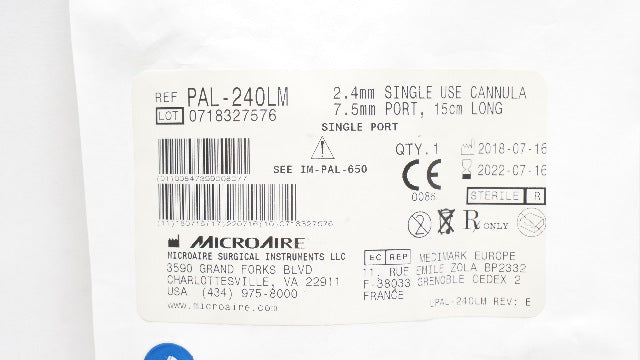 REF PAL-240LM
LOT 0718327576
2.4mm SINGLE USE CANNULA
7.5mm PORT, 15cm LONG
SINGLE PORT
SEE IM-PAL-650
QTY.1
2018-07-16
2022-07-16
CE
0086
STERILE R
Rx ONLY
MICROAIRE
MICROAIRE SURGICAL INSTRUMENTS LLC
3590 GRAND FORKS BLVD
CHARLOTTESVILLE, VA 22911
USA (434) 975-8000
www.microaire.com
EC REP MEDIMARK EUROPE
11, RUE EMILE ZOLA BP2332
F-38033 GRENOBLE CEDEX 2
FRANCE
LPAL-240LM REV: E